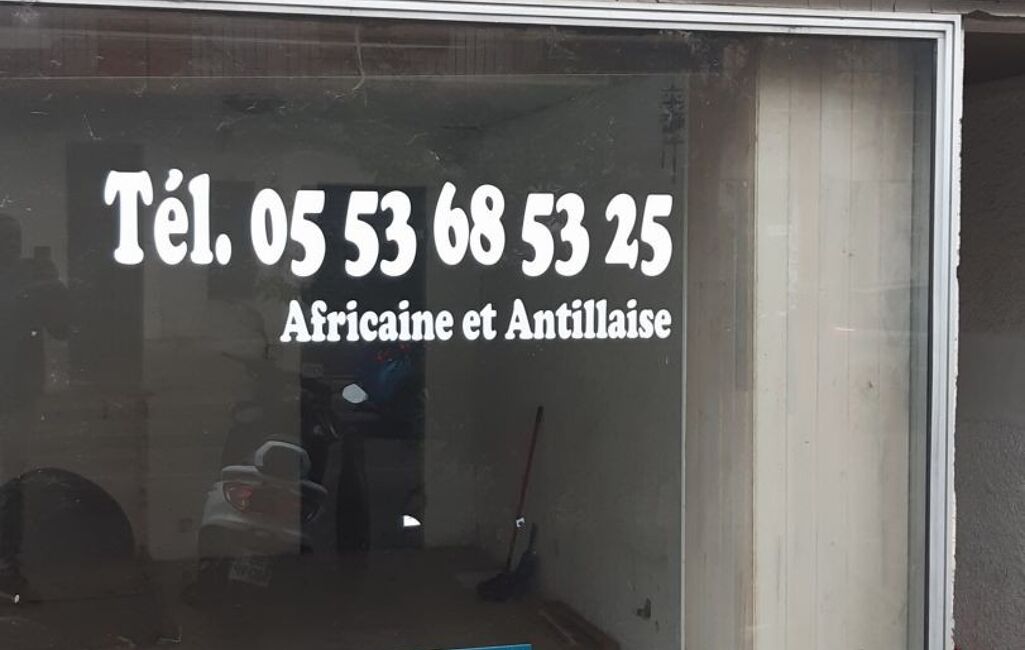 Tél. 05 53 68 53 25
Africaine et Antillaise